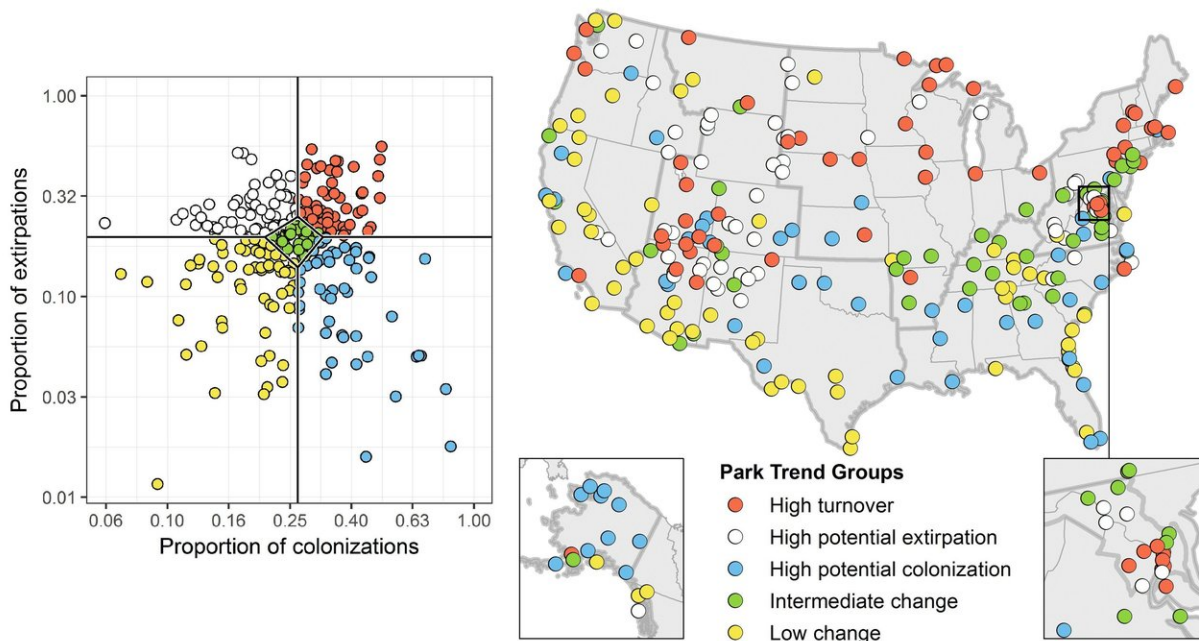 Proportion of extirpations
1.00
0.32
0.10
0.03
0.01
0.06 0.10 0.16 0.25 0.40 0.63 1.00
Proportion of colonizations
Park Trend Groups
High turnover
High potential extirpation
High potential colonization
Intermediate change
Low change